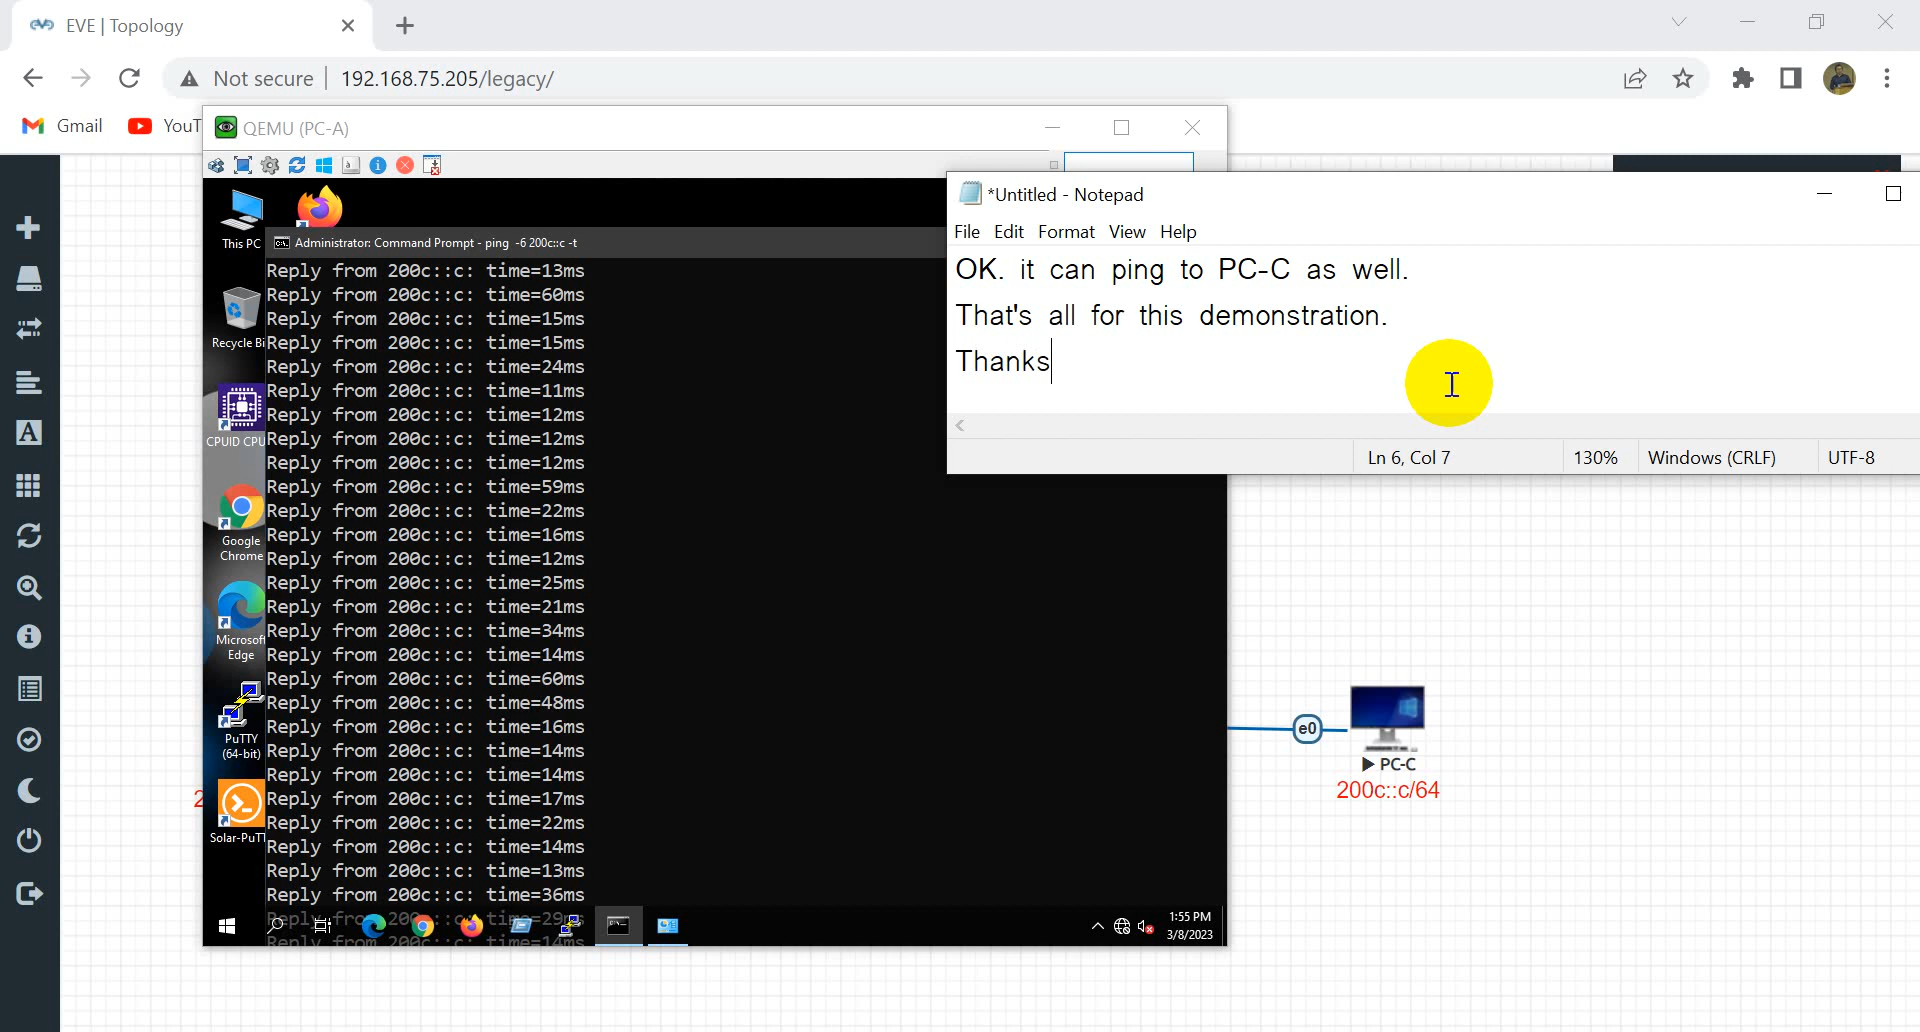 EVE | Topology
Not secure
192.168.75.205/legacy/
Gmail
YouT
QEMU (PC-A)
This PC
Recycle Bi
CPUID CPU
Google
Chrome
Microsof
Edge
PuTTY
(64-bit)
Solar-PuTT
Administrator: Command Prompt - ping -6 200c::c -t
Reply from 200c::c: time=13ms
Reply from 200c::c: time=60ms
Reply from 200c::c: time=15ms
Reply from 200c::c: time=15ms
Reply from 200c::c: time=24ms
Reply from 200c::c: time=11ms
Reply from 200c::c: time=12ms
Reply from 200c::c: time=12ms
Reply from 200c::c: time=12ms
Reply from 200c::c: time=59ms
Reply from 200c::c: time=22ms
Reply from 200c::c: time=16ms
Reply from 200c::c: time=12ms
Reply from 200c::c: time=25ms
Reply from 200c::c: time=21ms
Reply from 200c::c: time=34ms
Reply from 200c::c: time=14ms
Reply from 200c::c: time=60ms
Reply from 200c::c: time=48ms
Reply from 200c::c: time=16ms
Reply from 200c::c: time=14ms
Reply from 200c::c: time=14ms
Reply from 200c::c: time=17ms
Reply from 200c::c: time=22ms
Reply from 200c::c: time=14ms
Reply from 200c::c: time=13ms
Reply from 200c::c: time=36ms
1:55 PM
3/8/2023
*Untitled - Notepad
File Edit Format View Help
OK. it can ping to PC-C as well.
That's all for this demonstration.
Thanks
Ln 6, Col 7
130%
Windows (CRLF)
UTF-8
e0
PC-C
200c::c/64
2